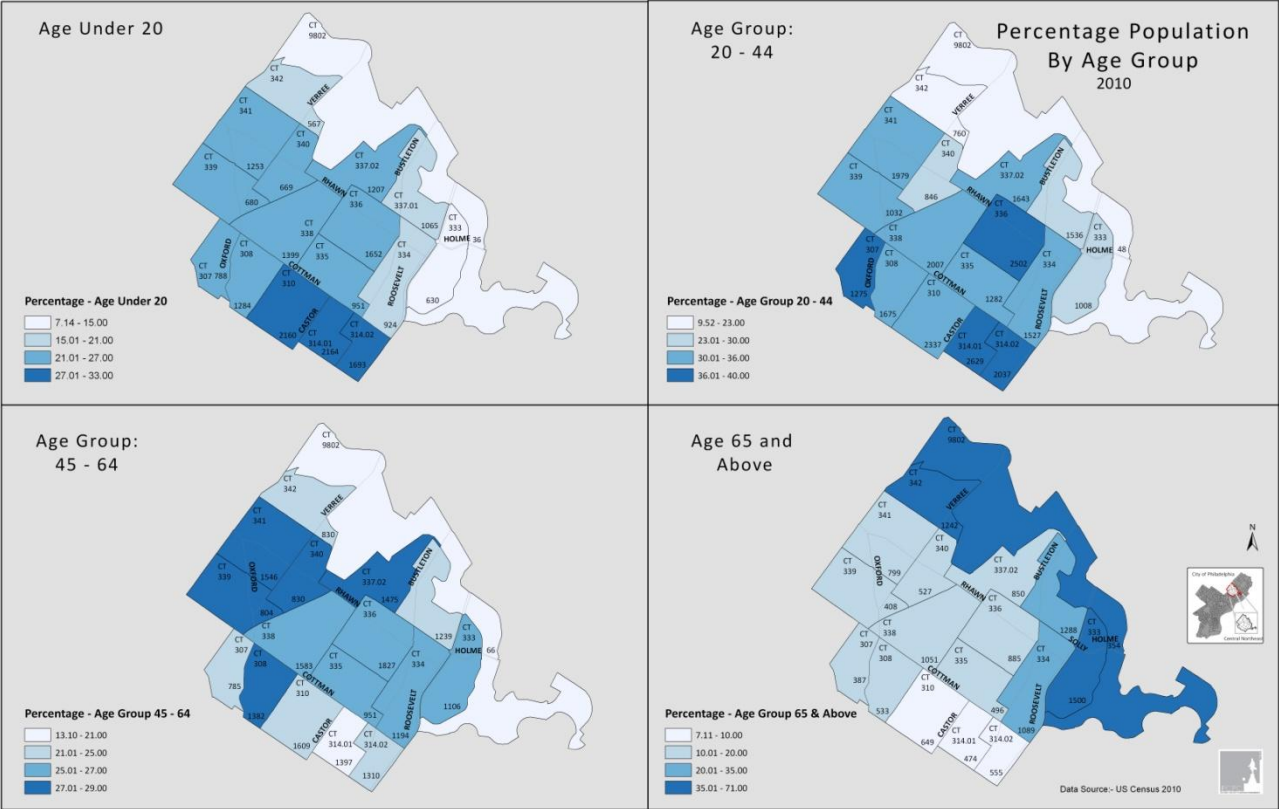 Age Under 20
CT
9802
CT
342
VERREE
567
CT
341
CT
340
CT
339
1253
669
680
CT
337.02
BUSTLETON
1207
RHAWN
CT
336
CT
337.01
1065
CT
333
HOLME
36
CT
338
OXFORD
CT
308
CT
335
1399
1652
CT
334
COTTMAN
CT
307
788
CT
310
ROOSEVELT
630
1284
951
924
CASTOR
CT
314.02
2160
CT
314.01
2164
1693
Percentage - Age Under 20
7.14 - 15.00
15.01 - 21.00
21.01 - 27.00
27.01 - 33.00
Age Group:
20 - 44
Percentage Population
By Age Group
2010
CT
9802
CT
342
VERREE
760
CT
341
CT
340
CT
339
1979
846
1032
CT
337.02
BUSTLETON
1643
RHAWN
CT
336
1536
CT
333
HOLME
48
CT
338
CT
307
OXFORD
CT
308
2007
CT
335
2502
CT
334
COTTMAN
CT
310
1275
1282
ROOSEVELT
1008
1675
1527
CASTOR
2337
CT
314.01
CT
314.02
2629
2037
Percentage - Age Group 20 - 44
9.52 - 23.00
23.01 - 30.00
30.01 - 36.00
36.01 - 40.00
Age Group:
45 - 64
CT
9802
CT
342
VERREE
830
CT
341
CT
340
CT
339
OXFORD
1546
830
804
CT
337.02
BUSTLETON
1475
RHAWN
CT
336
1239
CT
333
HOLME
66
CT
338
CT
307
CT
308
1583
CT
335
1827
CT
334
COTTMAN
CT
310
785
951
ROOSEVELT
1106
1382
1194
1609
CASTOR
CT
314.01
CT
314.02
1397
1310
Percentage - Age Group 45 - 64
13.10 - 21.00
21.01 - 25.00
25.01 - 27.00
27.01 - 29.00
Age 65 and
Above
CT
9802
CT
342
VERREE
1242
CT
341
CT
340
CT
339
OXFORD
799
527
408
CT
337.02
BUSTLETON
850
RHAWN
CT
336
1288
SOLLY
CT
333
HOLME
354
CT
338
CT
307
CT
308
1051
CT
335
885
CT
334
COTTMAN
CT
310
387
496
ROOSEVELT
1500
533
1089
CASTOR
649
CT
314.01
CT
314.02
474
555
Percentage - Age Group 65 & Above
7.11 - 10.00
10.01 - 20.00
20.01 - 35.00
35.01 - 71.00
N
City of Philadelphia
Central Northeast
Data Source:- US Census 2010